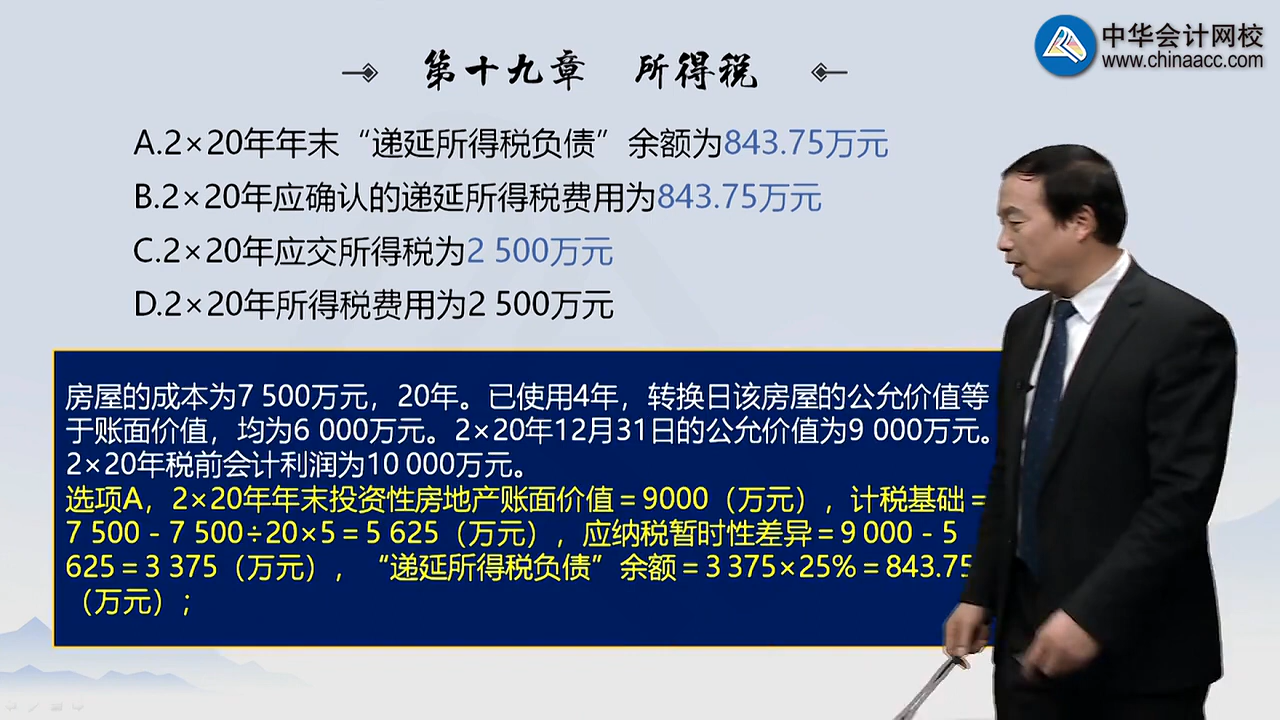 中华会计网校
www.chinaacc.com
第十九章 所得税
A.2×20年年末“递延所得税负债”余额为843.75万元
B.2×20年应确认的递延所得税费用为843.75万元
C.2×20年应交所得税为2 500万元
D.2×20年所得税费用为2 500万元
房屋的成本为7 500万元，20年。已使用4年，转换日该房屋的公允价值等
于账面价值，均为6 000万元。2×20年12月31日的公允价值为9 000万元。
2×20年税前会计利润为10 000万元。
选项A，2×20年年末投资性房地产账面价值＝9000（万元），计税基础＝
7 500－7 500÷20×5＝5 625（万元），应纳税暂时性差异＝9 000－5
625＝3 375（万元），“递延所得税负债”余额＝3 375×25%＝843.75
（万元）；